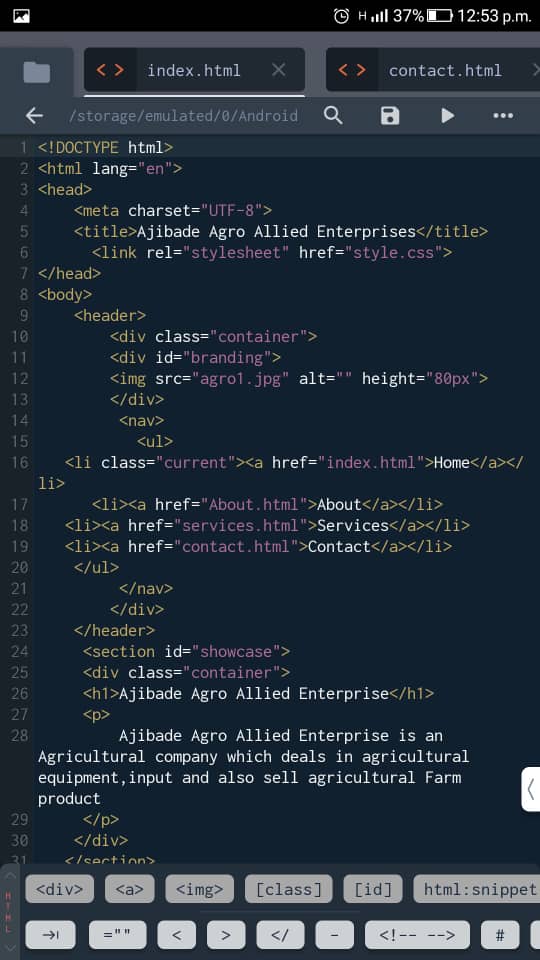 H 37% 12:53 p.m.
< > index.html × < > contact.html ×
/storage/emulated/0/Android
1 <!DOCTYPE html>
2 <html lang="en">
3 <head>
4 <meta charset="UTF-8">
5 <title>Ajibade Agro Allied Enterprises</title>
6 <link rel="stylesheet" href="style.css">
7 </head>
8 <body>
9 <header>
10 <div class="container">
11 <div id="branding">
12 <img src="agro1.jpg" alt="" height="80px">
13 </div>
14 <nav>
15 <ul>
16 <li class="current"><a href="index.html">Home</a></
li>
17 <li><a href="About.html">About</a></li>
18 <li><a href="services.html">Services</a></li>
19 <li><a href="contact.html">Contact</a></li>
20 </ul>
21 </nav>
22 </div>
23 </header>
24 <section id="showcase">
25 <div class="container">
26 <h1>Ajibade Agro Allied Enterprise</h1>
27 <p>
28 Ajibade Agro Allied Enterprise is an
Agricultural company which deals in agricultural
equipment,input and also sell agricultural Farm
product
29 </p>
30 </div>
31 </section>
HTML
<div> <a> <img> [class] [id] html:snippet
="" < > </ - <!-- --> #